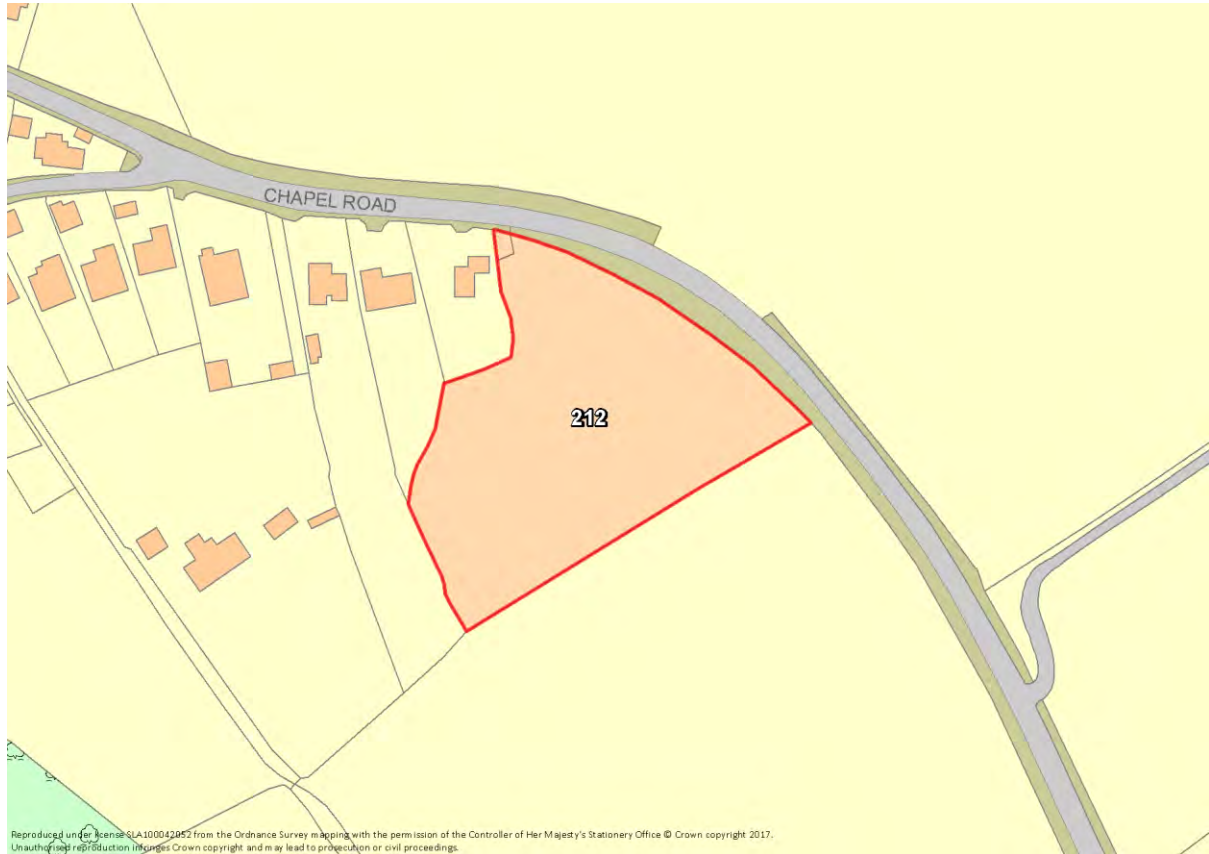 CHAPEL ROAD
212
Reproduced under license SLA100042052 from the Ordnance Survey mapping with the permission of the Controller of Her Majesty's Stationery Office © Crown copyright 2017.
Unauthorised reproduction infringes Crown copyright and may lead to prosecution or civil proceedings.